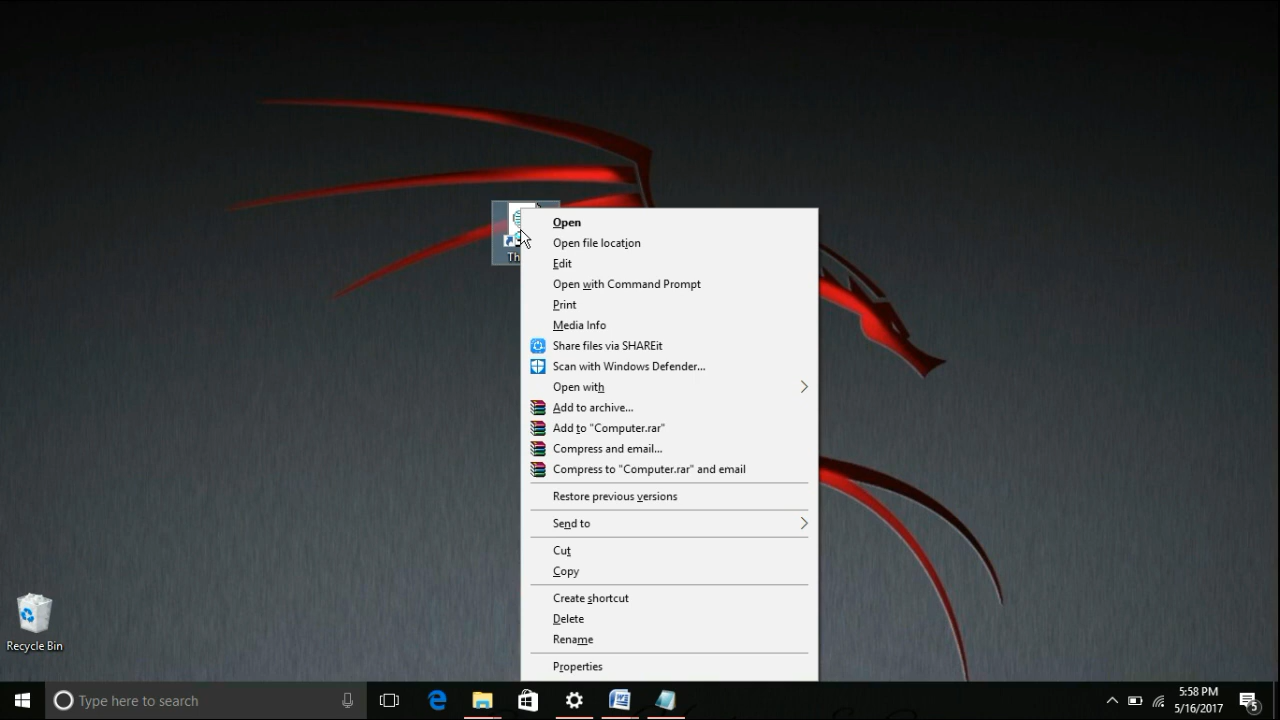 Open
Open file location
Edit
Open with Command Prompt
Print
Media Info
Share files via SHAREit
Scan with Windows Defender...
Open with
Add to archive...
Add to "Computer.rar"
Compress and email...
Compress to "Computer.rar" and email
Restore previous versions
Send to
Cut
Copy
Create shortcut
Delete
Rename
Properties
Recycle Bin
Type here to search
5:58 PM
5/16/2017
5